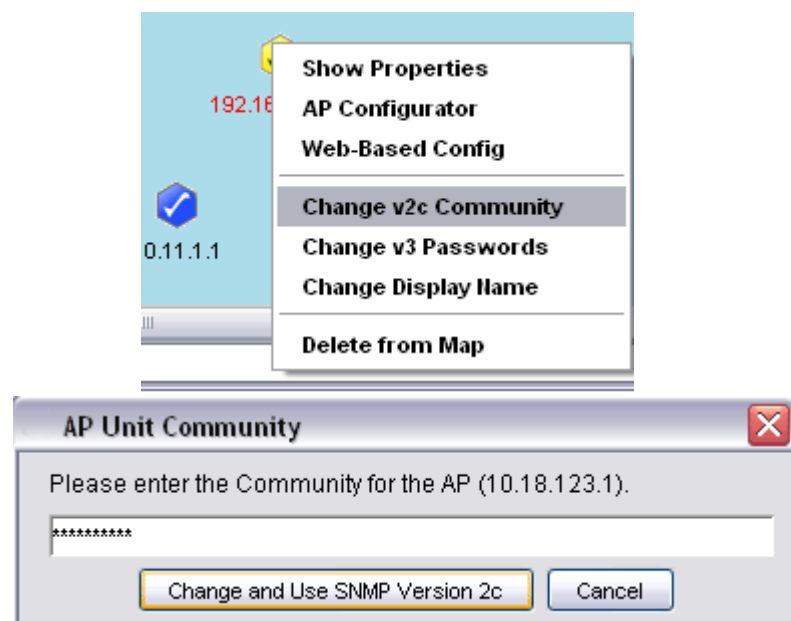 Show Properties
192.16
AP Configurator
Web-Based Config
Change v2c Community
0.11.1.1
Change v3 Passwords
Change Display Name
Delete from Map
AP Unit Community
Please enter the Community for the AP (10.18.123.1).
**********
Change and Use SNMP Version 2c
Cancel